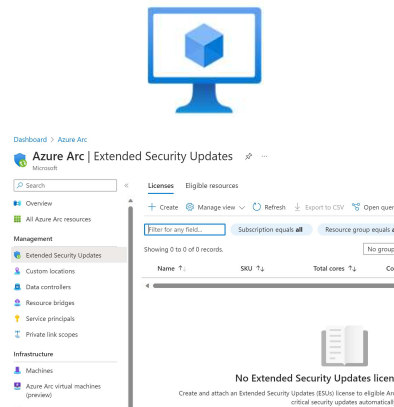 Dashboard > Azure Arc
Azure Arc | Extended Security Updates
Microsoft
Search
Licenses Eligible resources
Overview
All Azure Arc resources
Create Manage view Refresh Export to CSV Open quer
Filter for any field... Subscription equals all Resource group equals a
Management
Showing 0 to 0 of 0 records. No group
Extended Security Updates
Name ↑↓ SKU ↑↓ Total cores ↑↓ Co
Custom locations
Data controllers
Resource bridges
Service principals
Private link scopes
Infrastructure
Machines
Azure Arc virtual machines
(preview)
No Extended Security Updates licen
Create and attach an Extended Security Updates (ESUs) license to eligible An
critical security updates automaticall